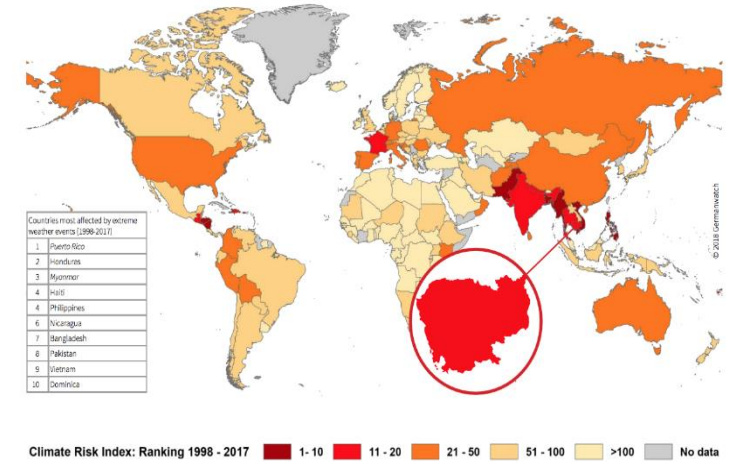 Countries most affected by extreme
weather events (1998-2017)
1 Puerto Rico
2 Honduras
3 Myanmar
4 Haiti
4 Philippines
6 Nicaragua
7 Bangladesh
8 Pakistan
9 Vietnam
10 Dominica
© 2018 Germanwatch
Climate Risk Index: Ranking 1998 - 2017 1- 10 11 - 20 21 - 50 51 - 100 >100 No data